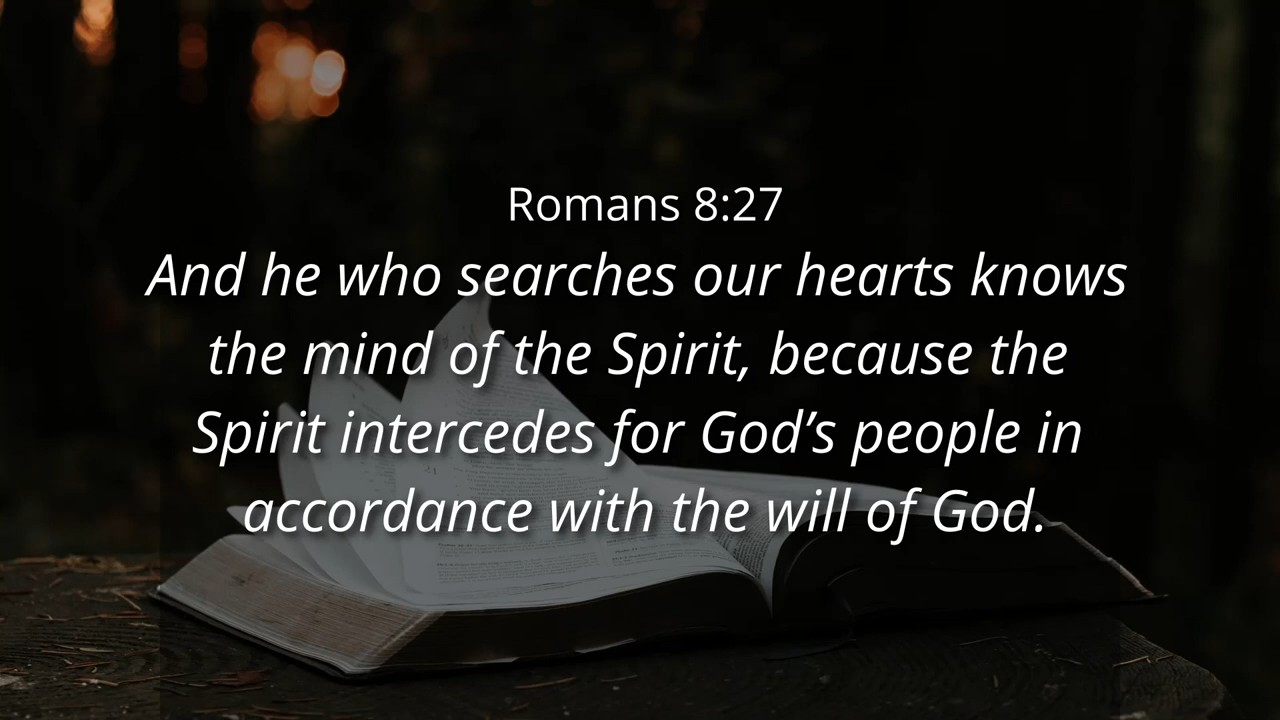 Romans 8:27
And he who searches our hearts knows
the mind of the Spirit, because the
Spirit intercedes for God’s people in
accordance with the will of God.